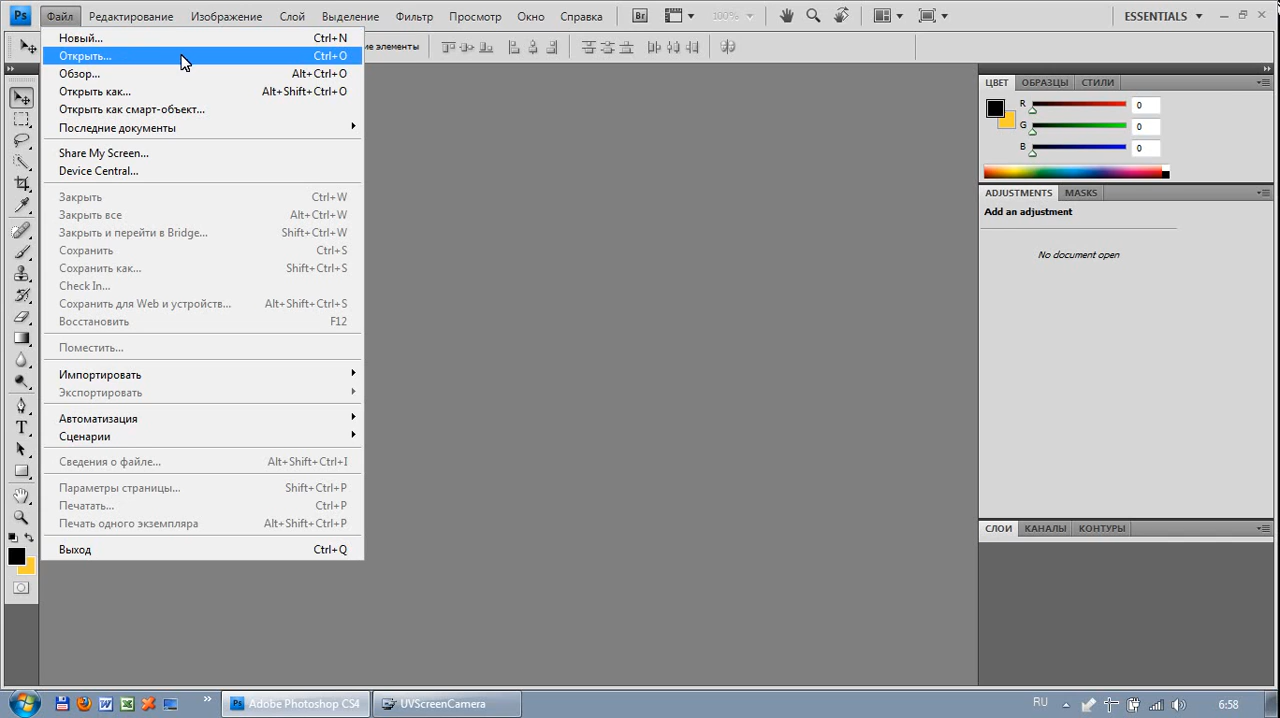 Ps Файл Редактирование Изображение Слой Выделение Фильтр Просмотр Окно Справка Br 100% ESSENTIALS
Новый... Ctrl+N
Открыть... Ctrl+O
Обзор... Alt+Ctrl+O
Открыть как... Alt+Shift+Ctrl+O
Открыть как смарт-объект...
Последние документы
Share My Screen...
Device Central...
Закрыть Ctrl+W
Закрыть все Alt+Ctrl+W
Закрыть и перейти в Bridge... Shift+Ctrl+W
Сохранить Ctrl+S
Сохранить как... Shift+Ctrl+S
Check In...
Сохранить для Web и устройств... Alt+Shift+Ctrl+S
Восстановить F12
Поместить...
Импортировать
Экспортировать
Автоматизация
Сценарии
Сведения о файле... Alt+Shift+Ctrl+I
Параметры страницы... Shift+Ctrl+P
Печатать... Ctrl+P
Печать одного экземпляра Alt+Shift+Ctrl+P
Выход Ctrl+Q
элементы
T
ЦВЕТ ОБРАЗЦЫ СТИЛИ
R 0
G 0
B 0
ADJUSTMENTS MASKS
Add an adjustment
No document open
СЛОИ КАНАЛЫ КОНТУРЫ
Ps Adobe Photoshop CS4 UVScreenCamera RU 6:58